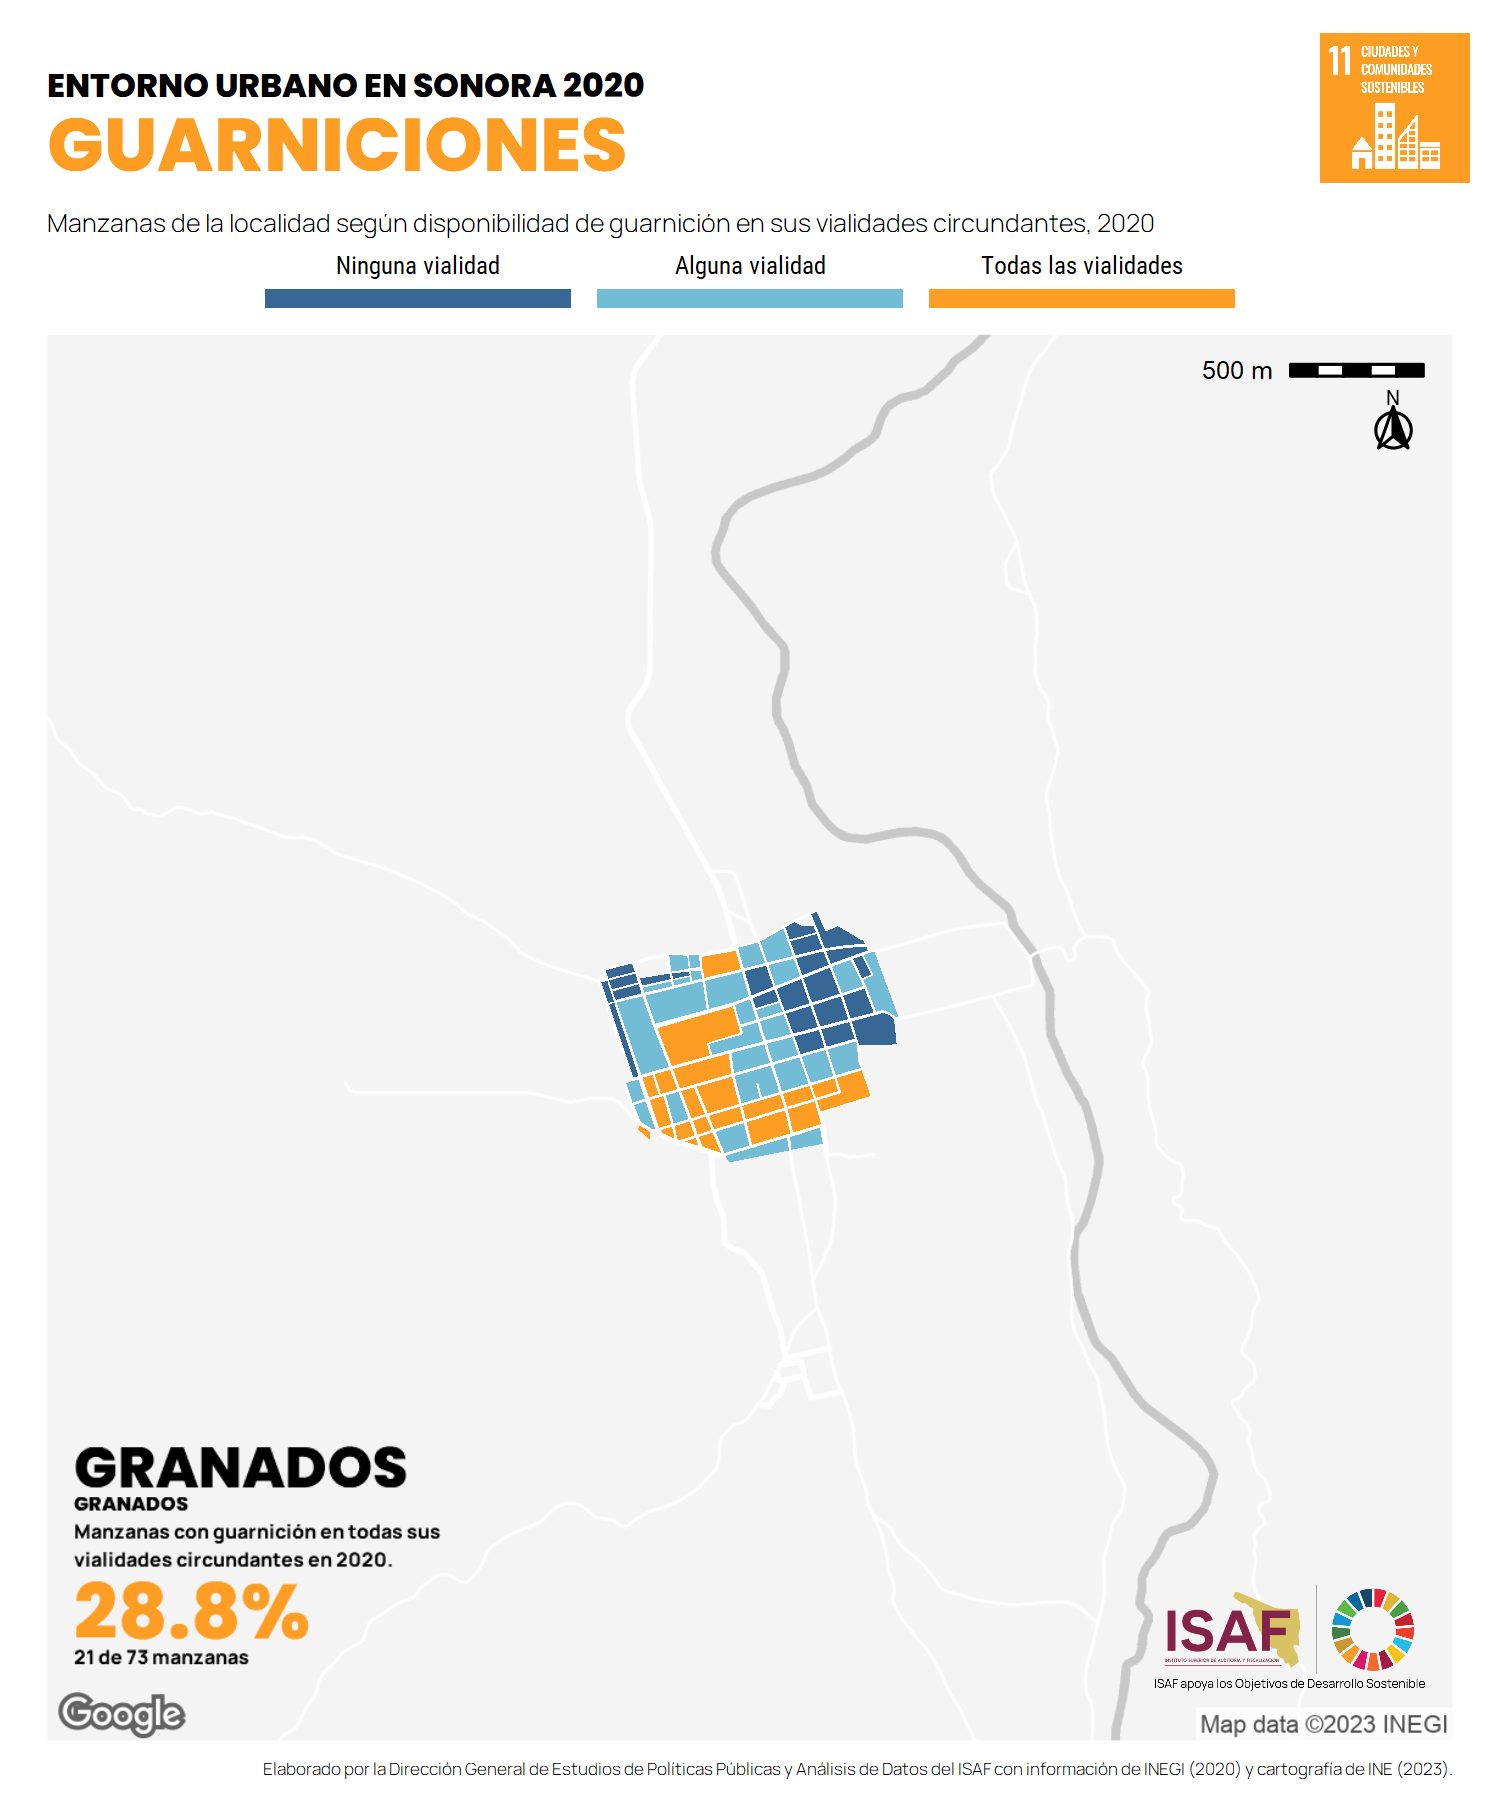 ENTORNO URBANO EN SONORA 2020
GUARNICIONES
11 CIUDADES Y
COMUNIDADES
SOSTENIBLES
Manzanas de la localidad según disponibilidad de guarnición en sus vialidades circundantes, 2020
Ninguna vialidad Alguna vialidad Todas las vialidades
500 m
N
GRANADOS
GRANADOS
Manzanas con guarnición en todas sus
vialidades circundantes en 2020.
28.8%
21 de 73 manzanas
ISAF
INSTITUTO SUPERIOR DE AUDITORÍA Y FISCALIZACIÓN
ISAF apoya los Objetivos de Desarrollo Sostenible
Google
Map data ©2023 INEGI
Elaborado por la Dirección General de Estudios de Políticas Públicas y Análisis de Datos del ISAF con información de INEGI (2020) y cartografía de INE (2023).